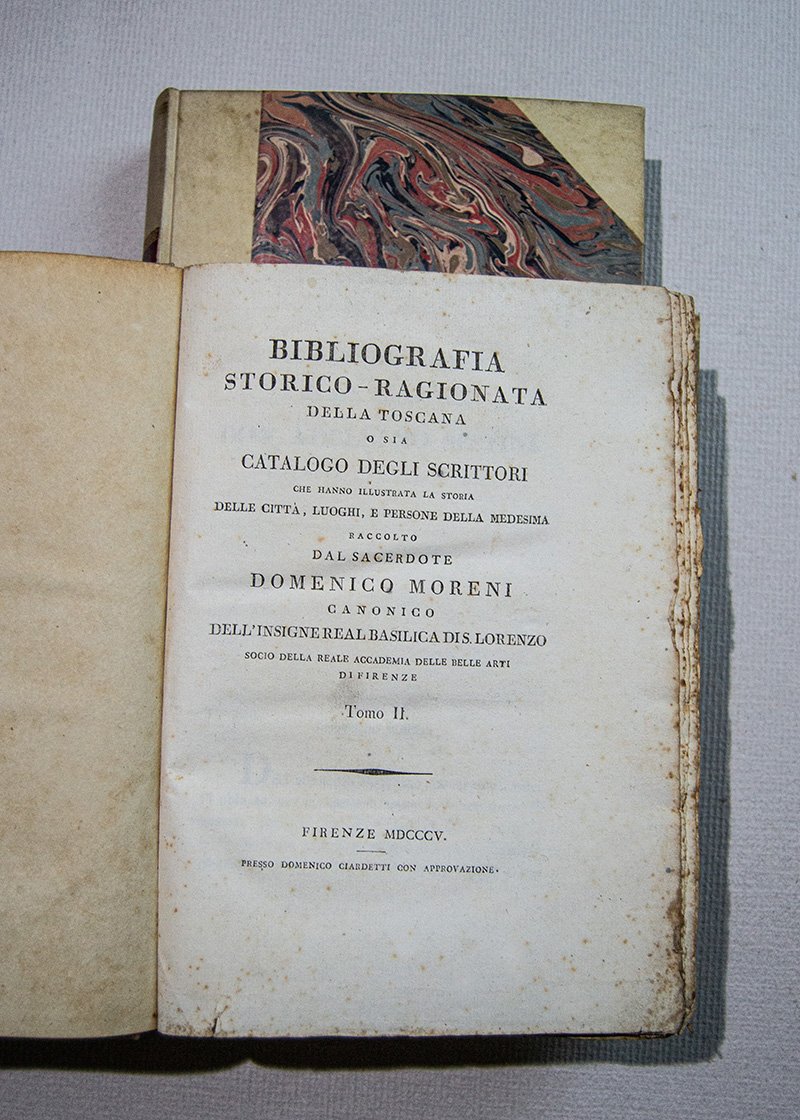 BIBLIOGRAFIA
STORICO-RAGIONATA
DELLA TOSCANA
O SIA
CATALOGO DEGLI SCRITTORI
CHE HANNO ILLUSTRATA LA STORIA
DELLE CITTÀ, LUOGHI, E PERSONE DELLA MEDESIMA
RACCOLTO
DAL SACERDOTE
DOMENICO MORENI
CANONICO
DELL'INSIGNE REAL BASILICA DI S. LORENZO
SOCIO DELLA REALE ACCADEMIA DELLE BELLE ARTI
DI FIRENZE
Tomo II.
FIRENZE MDCCCV.
PRESSO DOMENICO CIARDETTI CON APPROVAZIONE.